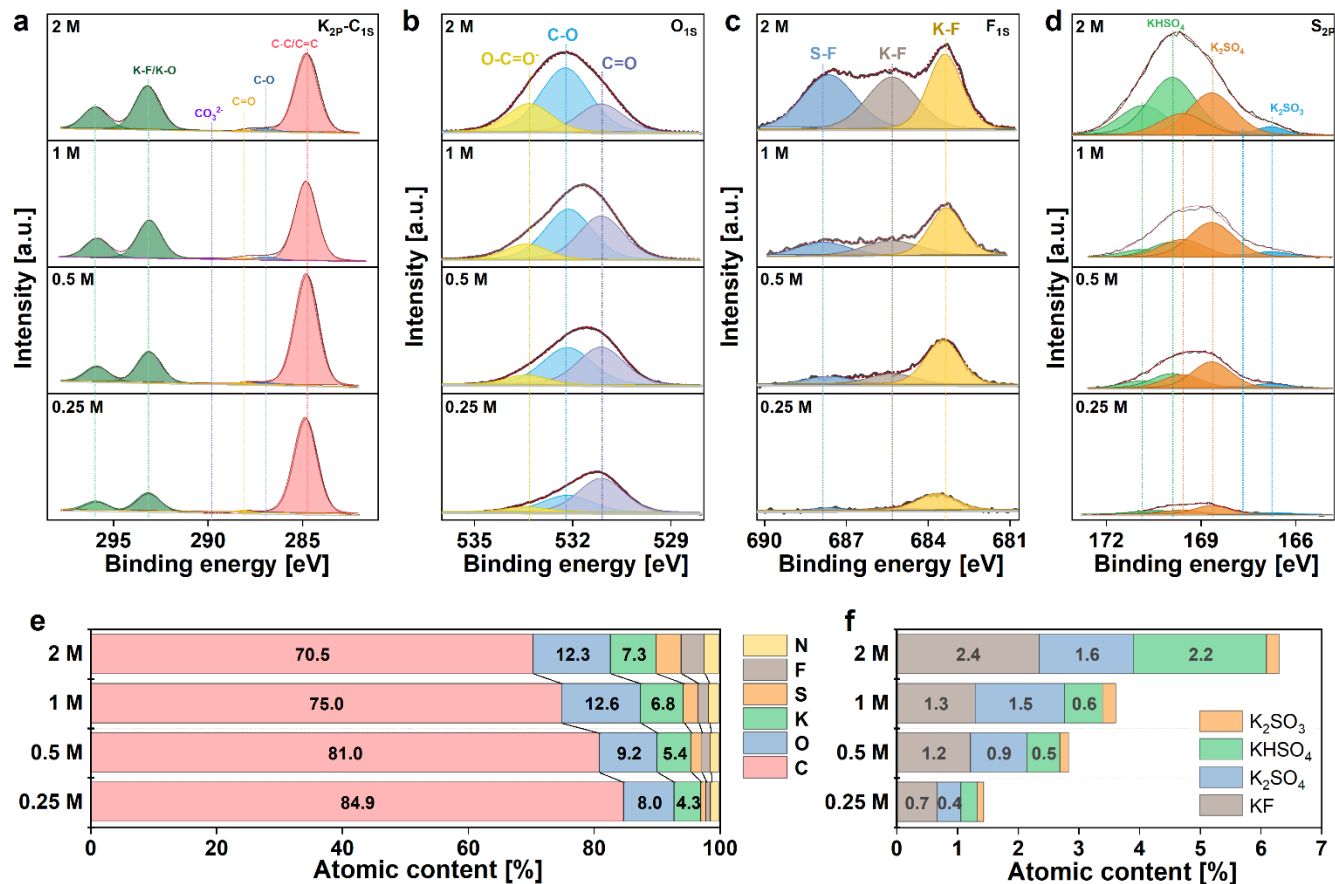 a
2 M
K2P-C1S
C-C/C=C
K-F/K-O
C-O
C=O
CO3 2-
1 M
0.5 M
0.25 M
Intensity [a.u.]
295
290
285
Binding energy [eV]
b
2 M
O1S
C-O
O-C=O-
C=O
1 M
0.5 M
0.25 M
Intensity [a.u.]
535
532
529
Binding energy [eV]
c
2 M
F1S
K-F
S-F
K-F
1 M
0.5 M
0.25 M
Intensity [a.u.]
690
687
684
681
Binding energy [eV]
d
2 M
S2P
KHSO4
K2SO4
K2SO3
1 M
0.5 M
0.25 M
Intensity [a.u.]
172
169
166
Binding energy [eV]
e
2 M
70.5
12.3
7.3
1 M
75.0
12.6
6.8
0.5 M
81.0
9.2
5.4
0.25 M
84.9
8.0
4.3
0
20
40
60
80
100
Atomic content [%]
N
F
S
K
O
C
f
2 M
2.4
1.6
2.2
1 M
1.3
1.5
0.6
0.5 M
1.2
0.9
0.5
0.25 M
0.7
0.4
K2SO3
KHSO4
K2SO4
KF
0
1
2
3
4
5
6
7
Atomic content [%]